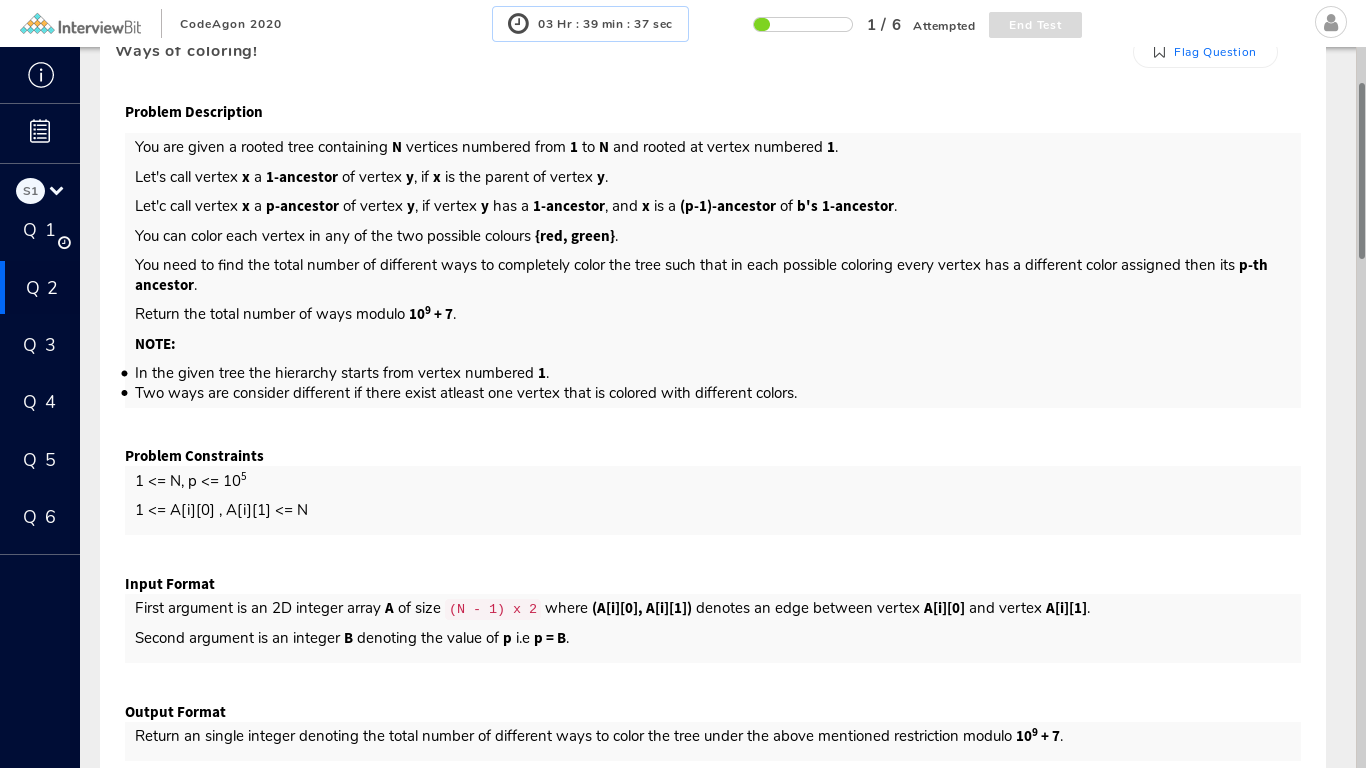 InterviewBit
CodeAgon 2020
03 Hr : 39 min : 37 sec
1 / 6 Attempted
End Test
Ways of coloring!
Flag Question
S1
Q 1
Q 2
Q 3
Q 4
Q 5
Q 6
Problem Description
You are given a rooted tree containing N vertices numbered from 1 to N and rooted at vertex numbered 1.
Let's call vertex x a 1-ancestor of vertex y, if x is the parent of vertex y.
Let'c call vertex x a p-ancestor of vertex y, if vertex y has a 1-ancestor, and x is a (p-1)-ancestor of b's 1-ancestor.
You can color each vertex in any of the two possible colours {red, green}.
You need to find the total number of different ways to completely color the tree such that in each possible coloring every vertex has a different color assigned then its p-th
ancestor.
Return the total number of ways modulo 10⁹ + 7.
NOTE:
• In the given tree the hierarchy starts from vertex numbered 1.
• Two ways are consider different if there exist atleast one vertex that is colored with different colors.
Problem Constraints
1 <= N, p <= 10⁵
1 <= A[i][0] , A[i][1] <= N
Input Format
First argument is an 2D integer array A of size (N - 1) x 2 where (A[i][0], A[i][1]) denotes an edge between vertex A[i][0] and vertex A[i][1].
Second argument is an integer B denoting the value of p i.e p = B.
Output Format
Return an single integer denoting the total number of different ways to color the tree under the above mentioned restriction modulo 10⁹ + 7.